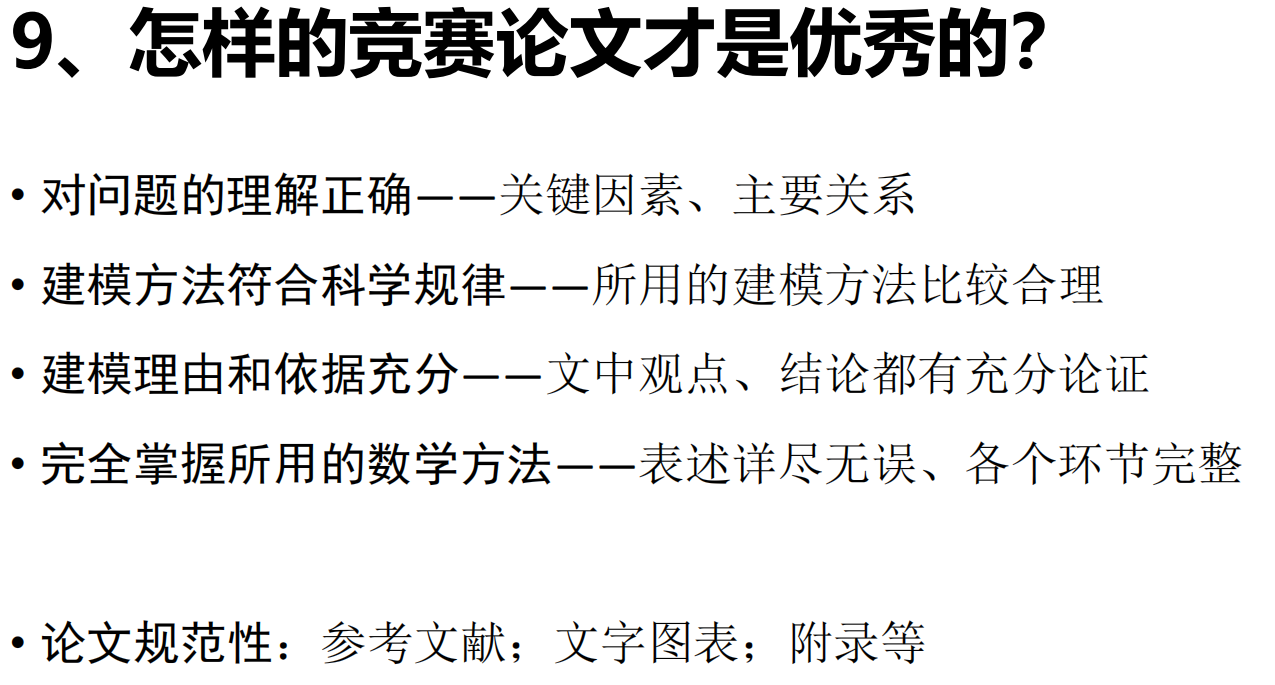 9、怎样的竞赛论文才是优秀的？
• 对问题的理解正确——关键因素、主要关系
• 建模方法符合科学规律——所用的建模方法比较合理
• 建模理由和依据充分——文中观点、结论都有充分论证
• 完全掌握所用的数学方法——表述详尽无误、各个环节完整
• 论文规范性：参考文献；文字图表；附录等